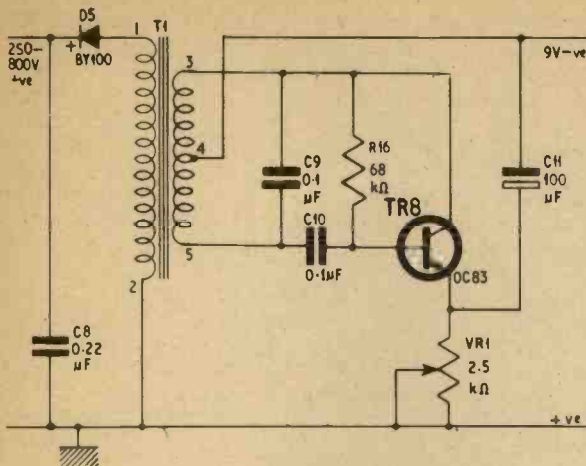 D5
T1
250–
800V
+ve
+
BY100
1
2
3
4
5
9V-ve
R16
68
kΩ
C9
0·1
μF
C10
0·1μF
TR8
OC83
C11
100
μF
C8
0·22
μF
VR1
2·5
kΩ
+ve